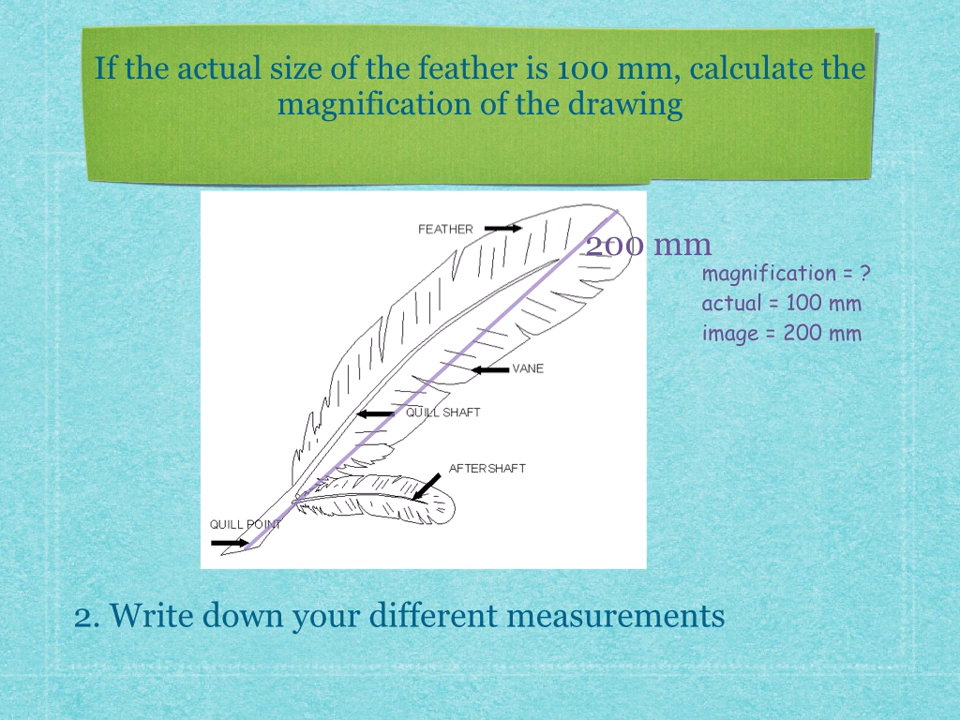 If the actual size of the feather is 100 mm, calculate the
magnification of the drawing
FEATHER
200 mm
magnification = ?
actual = 100 mm
image = 200 mm
VANE
QUILL SHAFT
AFTERSHAFT
QUILL POINT
2. Write down your different measurements